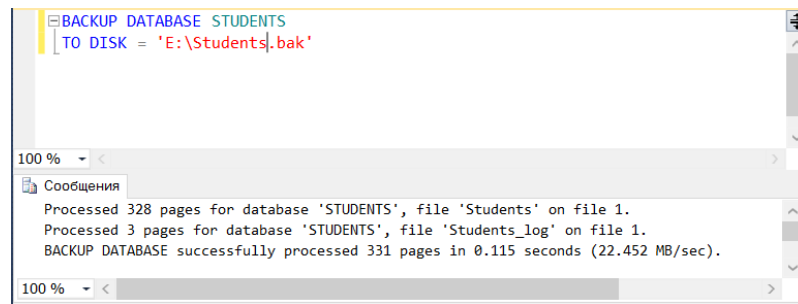 BACKUP DATABASE STUDENTS
TO DISK = 'E:\Students.bak'
100 %
Сообщения
Processed 328 pages for database 'STUDENTS', file 'Students' on file 1.
Processed 3 pages for database 'STUDENTS', file 'Students_log' on file 1.
BACKUP DATABASE successfully processed 331 pages in 0.115 seconds (22.452 MB/sec).
100 %